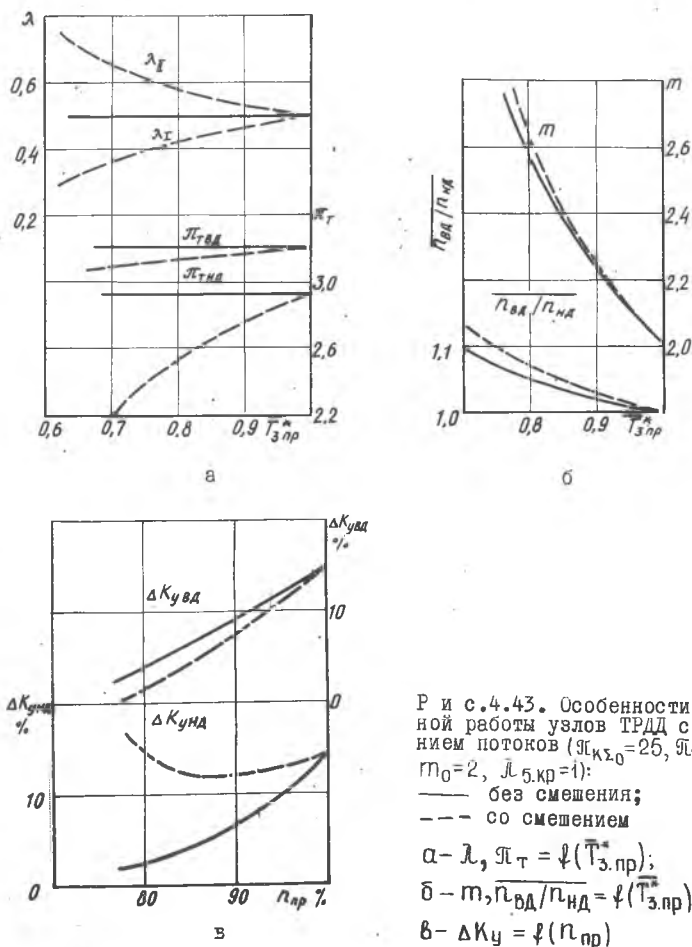 λ
0,6
0,4
0,2
λ_II
λ_I
π_T
π_ТВД
π_ТНД
3,0
2,6
2,2
0,6 0,7 0,8 0,9 T̄*_3.пр
а
m
m
2,6
2,4
2,2
2,0
n_ВД/n_НД
n_ВД/n_НД
1,1
1,0
0,8 0,9 T̄*_3.пр
б
ΔK_уВД
%
ΔK_уВД
10
0
ΔK_уНД
%
ΔK_уНД
10
0
80 90 n_пр %
в
Р и с.4.43. Особенности
ной работы узлов ТРДД с
нием потоков (π_кΣ₀=25, π
m₀=2, λ_5.кр=1):
—— без смешения;
--- со смешением
а- λ, π_т = f(T̄*_3.пр);
б - m, n_ВД/n_НД = f(T̄*_3.пр)
в- ΔK_у = f(n_пр)